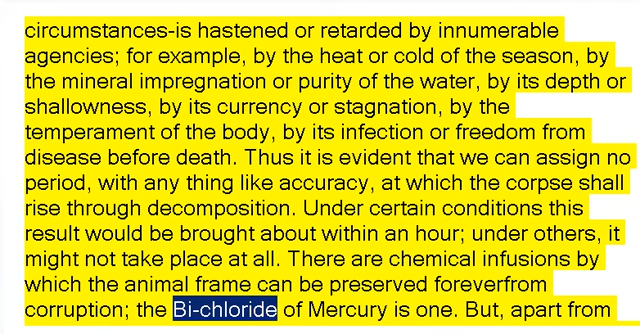 circumstances-is hastened or retarded by innumerable
agencies; for example, by the heat or cold of the season, by
the mineral impregnation or purity of the water, by its depth or
shallowness, by its currency or stagnation, by the
temperament of the body, by its infection or freedom from
disease before death. Thus it is evident that we can assign no
period, with any thing like accuracy, at which the corpse shall
rise through decomposition. Under certain conditions this
result would be brought about within an hour; under others, it
might not take place at all. There are chemical infusions by
which the animal frame can be preserved foreverfrom
corruption; the Bi-chloride of Mercury is one. But, apart from